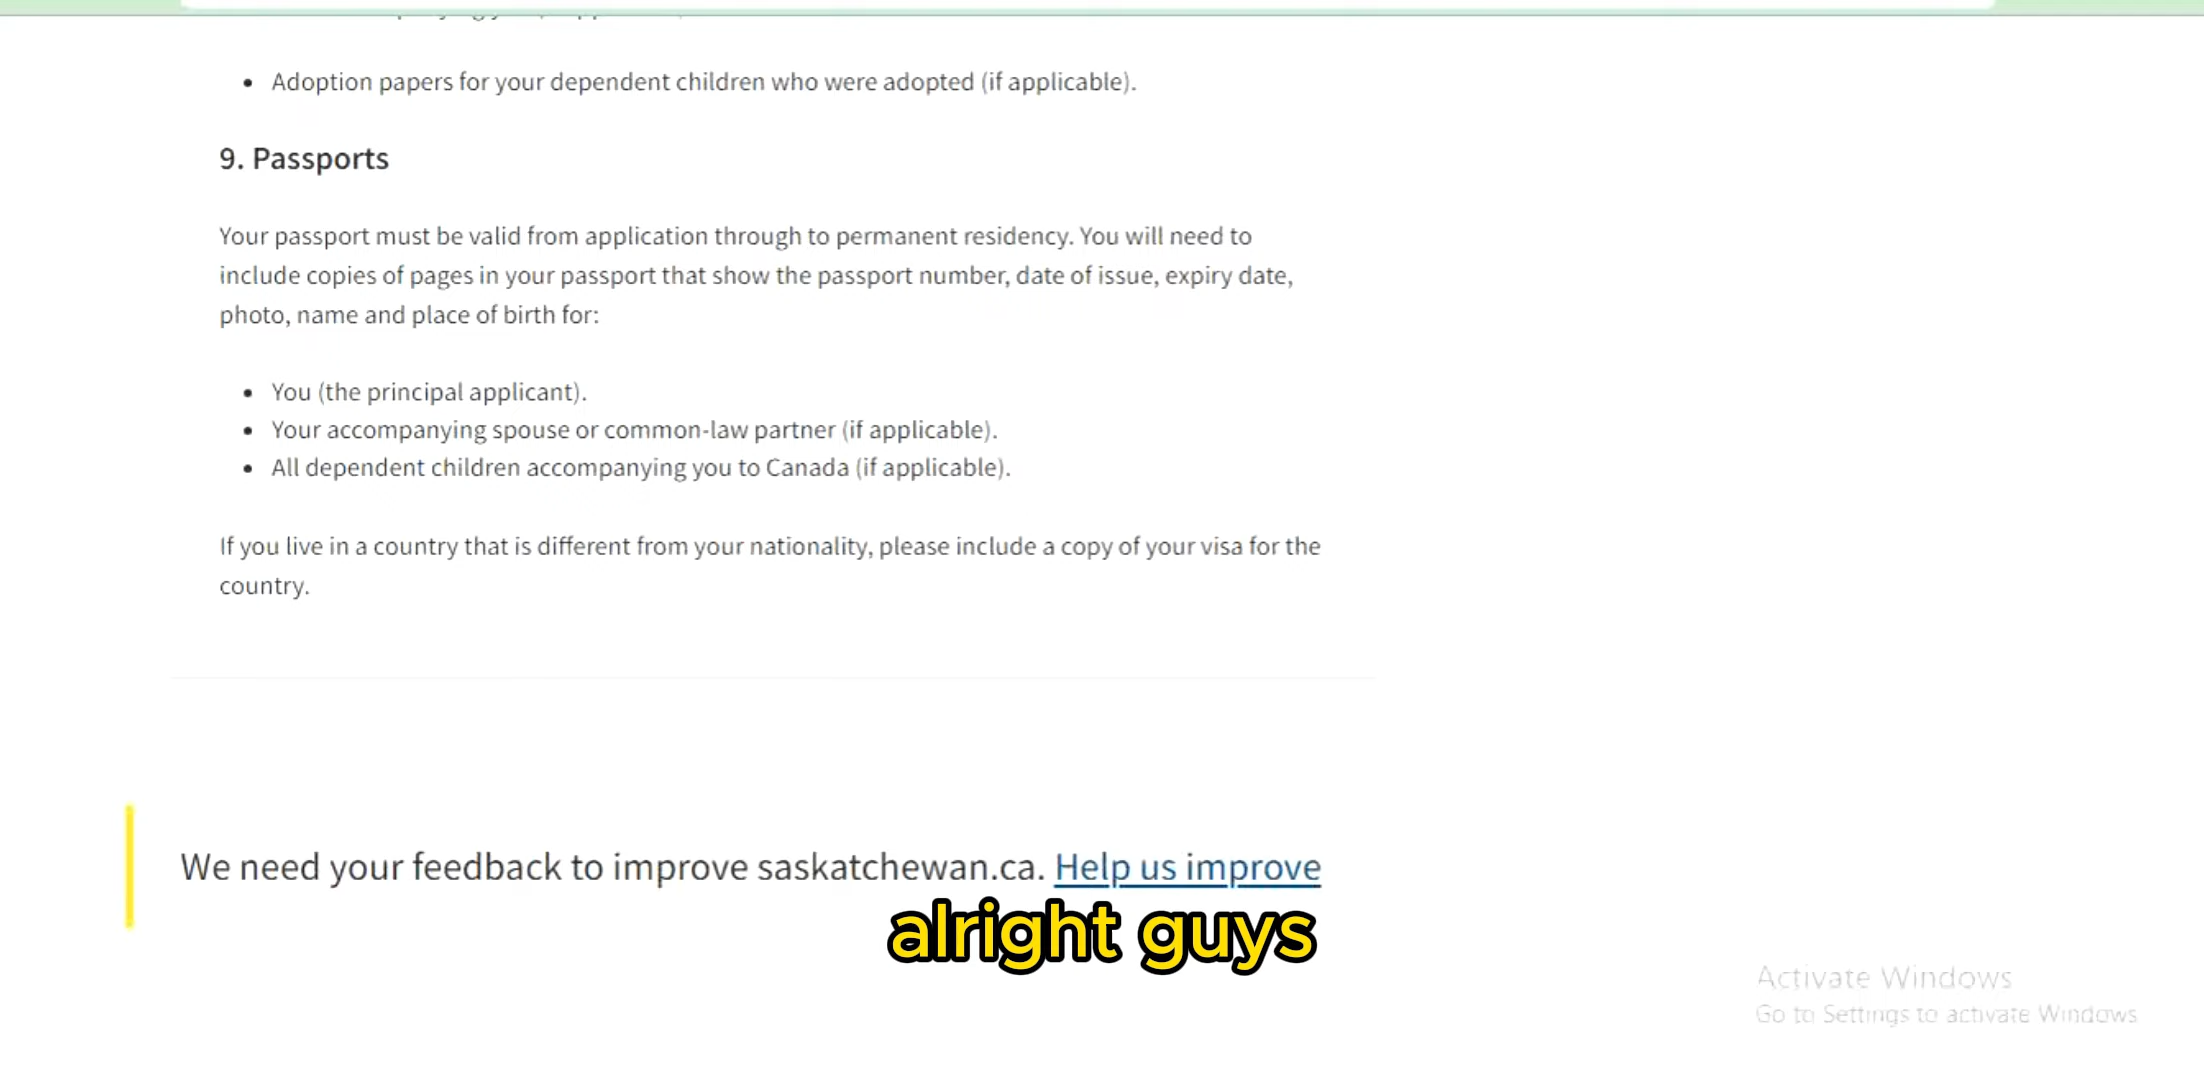 • Adoption papers for your dependent children who were adopted (if applicable).
9. Passports
Your passport must be valid from application through to permanent residency. You will need to
include copies of pages in your passport that show the passport number, date of issue, expiry date,
photo, name and place of birth for:
• You (the principal applicant).
• Your accompanying spouse or common-law partner (if applicable).
• All dependent children accompanying you to Canada (if applicable).
If you live in a country that is different from your nationality, please include a copy of your visa for the
country.
We need your feedback to improve saskatchewan.ca. Help us improve
alright guys
Activate Windows
Go to Settings to activate Windows